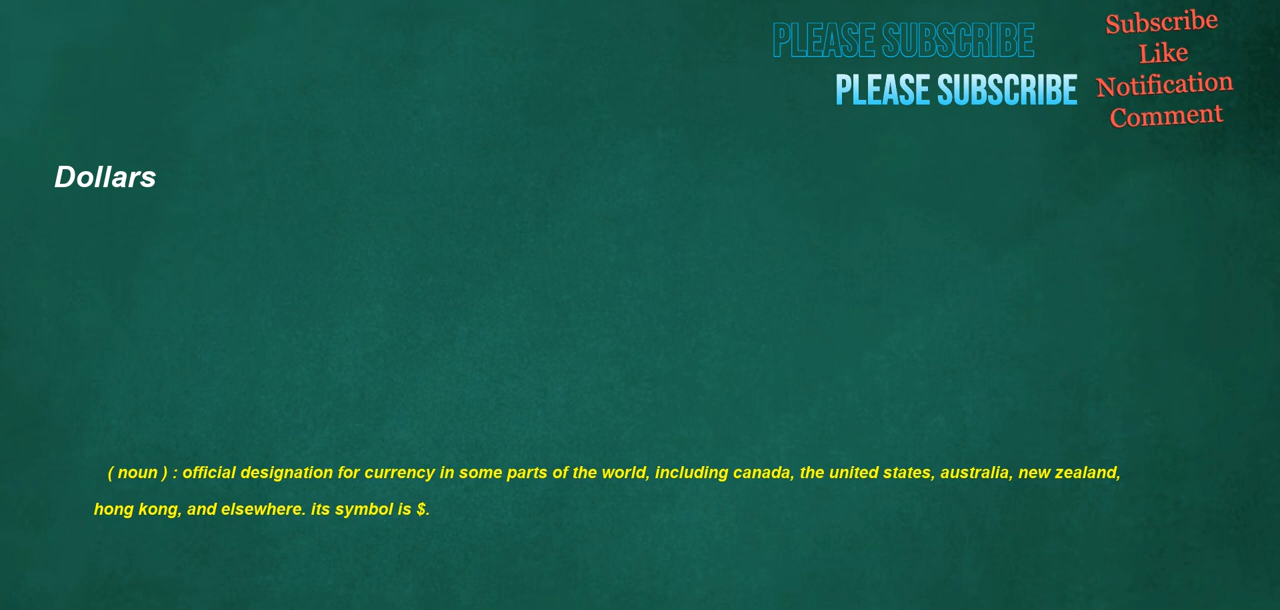 PLEASE SUBSCRIBE
PLEASE SUBSCRIBE
Subscribe
Like
Notification
Comment
Dollars
( noun ) : official designation for currency in some parts of the world, including canada, the united states, australia, new zealand,
hong kong, and elsewhere. its symbol is $.